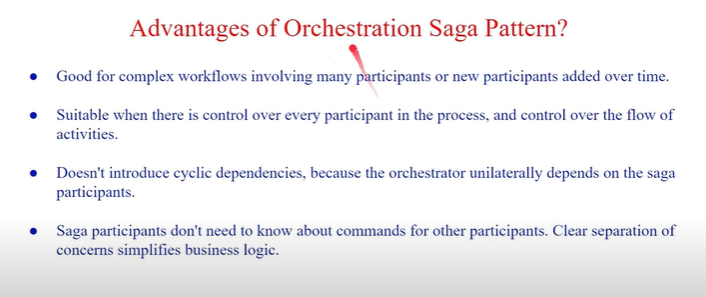 Advantages of Orchestration Saga Pattern?
● Good for complex workflows involving many participants or new participants added over time.
● Suitable when there is control over every participant in the process, and control over the flow of
activities.
● Doesn't introduce cyclic dependencies, because the orchestrator unilaterally depends on the saga
participants.
● Saga participants don't need to know about commands for other participants. Clear separation of
concerns simplifies business logic.